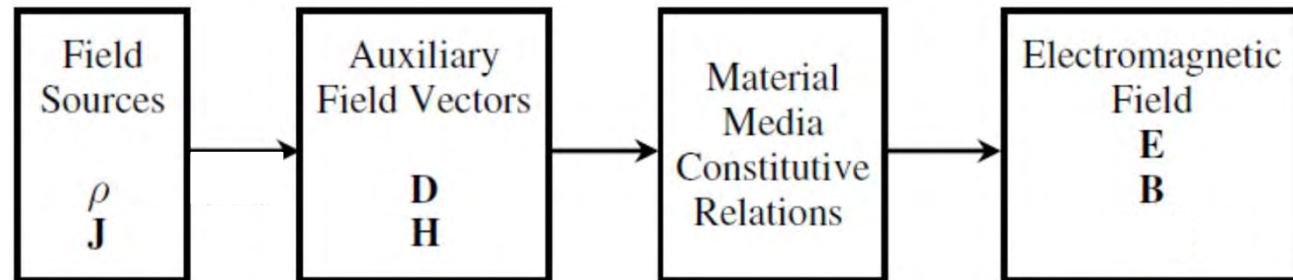 Field
Sources
ρ
J
Auxiliary
Field Vectors
D
H
Material
Media
Constitutive
Relations
Electromagnetic
Field
E
B